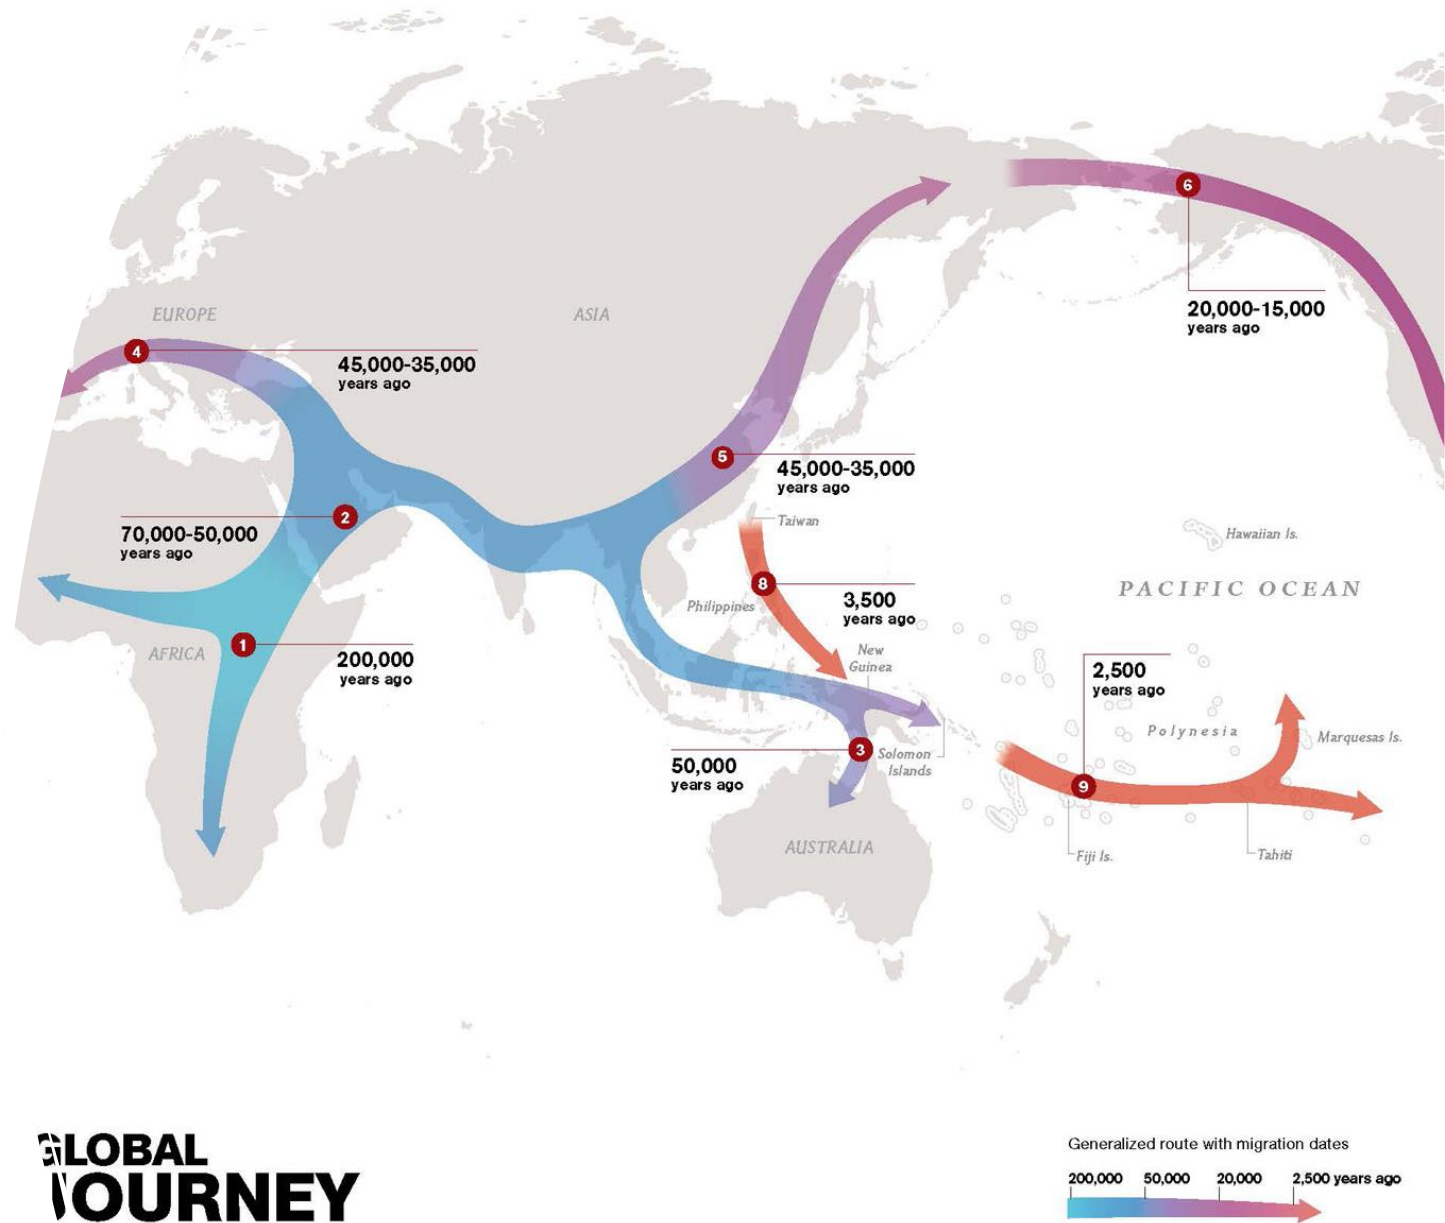 6
20,000-15,000
years ago
EUROPE
ASIA
4
45,000-35,000
years ago
5
45,000-35,000
years ago
2
70,000-50,000
years ago
Taiwan
Hawaiian Is.
PACIFIC OCEAN
8
3,500
years ago
Philippines
1
AFRICA
200,000
years ago
New
Guinea
2,500
years ago
Polynesia
Marquesas Is.
3
50,000
years ago
Solomon
Islands
9
AUSTRALIA
Fiji Is.
Tahiti
GLOBAL
JOURNEY
Generalized route with migration dates
200,000 50,000 20,000 2,500 years ago